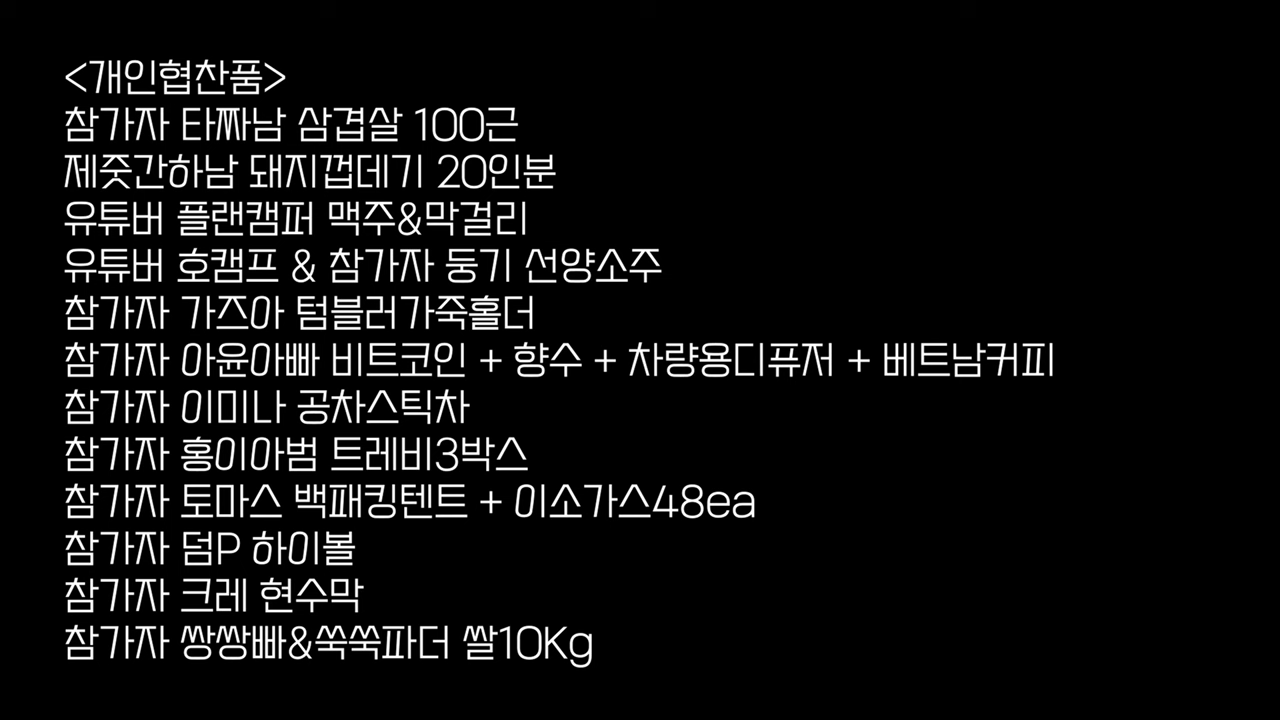 <개인협찬품>
참가자 타짜남 삼겹살 100근
제줏간하남 돼지껍데기 20인분
유튜버 플랜캠퍼 맥주&막걸리
유튜버 호캠프 & 참가자 둥기 선양소주
참가자 가즈아 텀블러가죽홀더
참가자 아윤아빠 비트코인 + 향수 + 차량용디퓨저 + 베트남커피
참가자 이미나 공차스틱차
참가자 홍이아범 트레비3박스
참가자 토마스 백패킹텐트 + 이소가스48ea
참가자 덤P 하이볼
참가자 크레 현수막
참가자 쌍쌍빠&쑥쑥파더 쌀10Kg